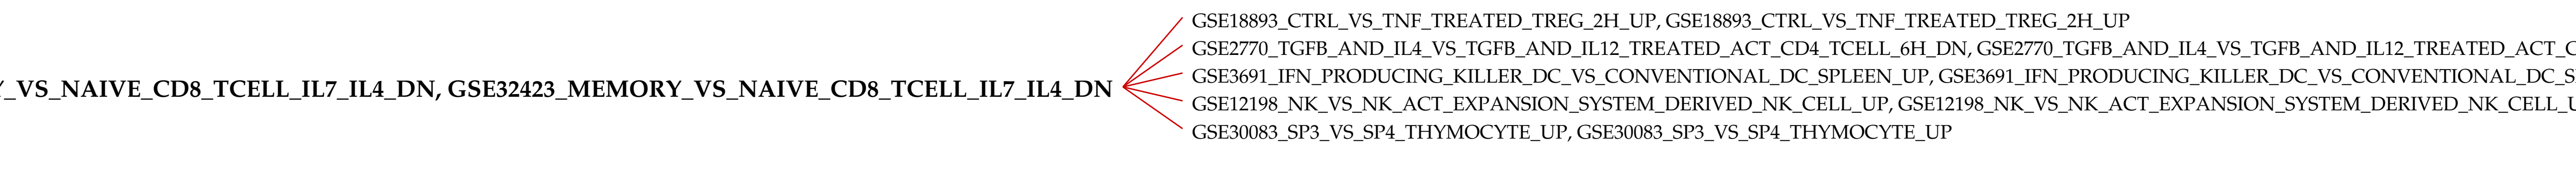 Y_VS_NAIVE_CD8_TCELL_IL7_IL4_DN, GSE32423_MEMORY_VS_NAIVE_CD8_TCELL_IL7_IL4_DN
GSE18893_CTRL_VS_TNF_TREATED_TREG_2H_UP, GSE18893_CTRL_VS_TNF_TREATED_TREG_2H_UP
GSE2770_TGFB_AND_IL4_VS_TGFB_AND_IL12_TREATED_ACT_CD4_TCELL_6H_DN, GSE2770_TGFB_AND_IL4_VS_TGFB_AND_IL12_TREATED_ACT_C
GSE3691_IFN_PRODUCING_KILLER_DC_VS_CONVENTIONAL_DC_SPLEEN_UP, GSE3691_IFN_PRODUCING_KILLER_DC_VS_CONVENTIONAL_DC_S
GSE12198_NK_VS_NK_ACT_EXPANSION_SYSTEM_DERIVED_NK_CELL_UP, GSE12198_NK_VS_NK_ACT_EXPANSION_SYSTEM_DERIVED_NK_CELL_U
GSE30083_SP3_VS_SP4_THYMOCYTE_UP, GSE30083_SP3_VS_SP4_THYMOCYTE_UP